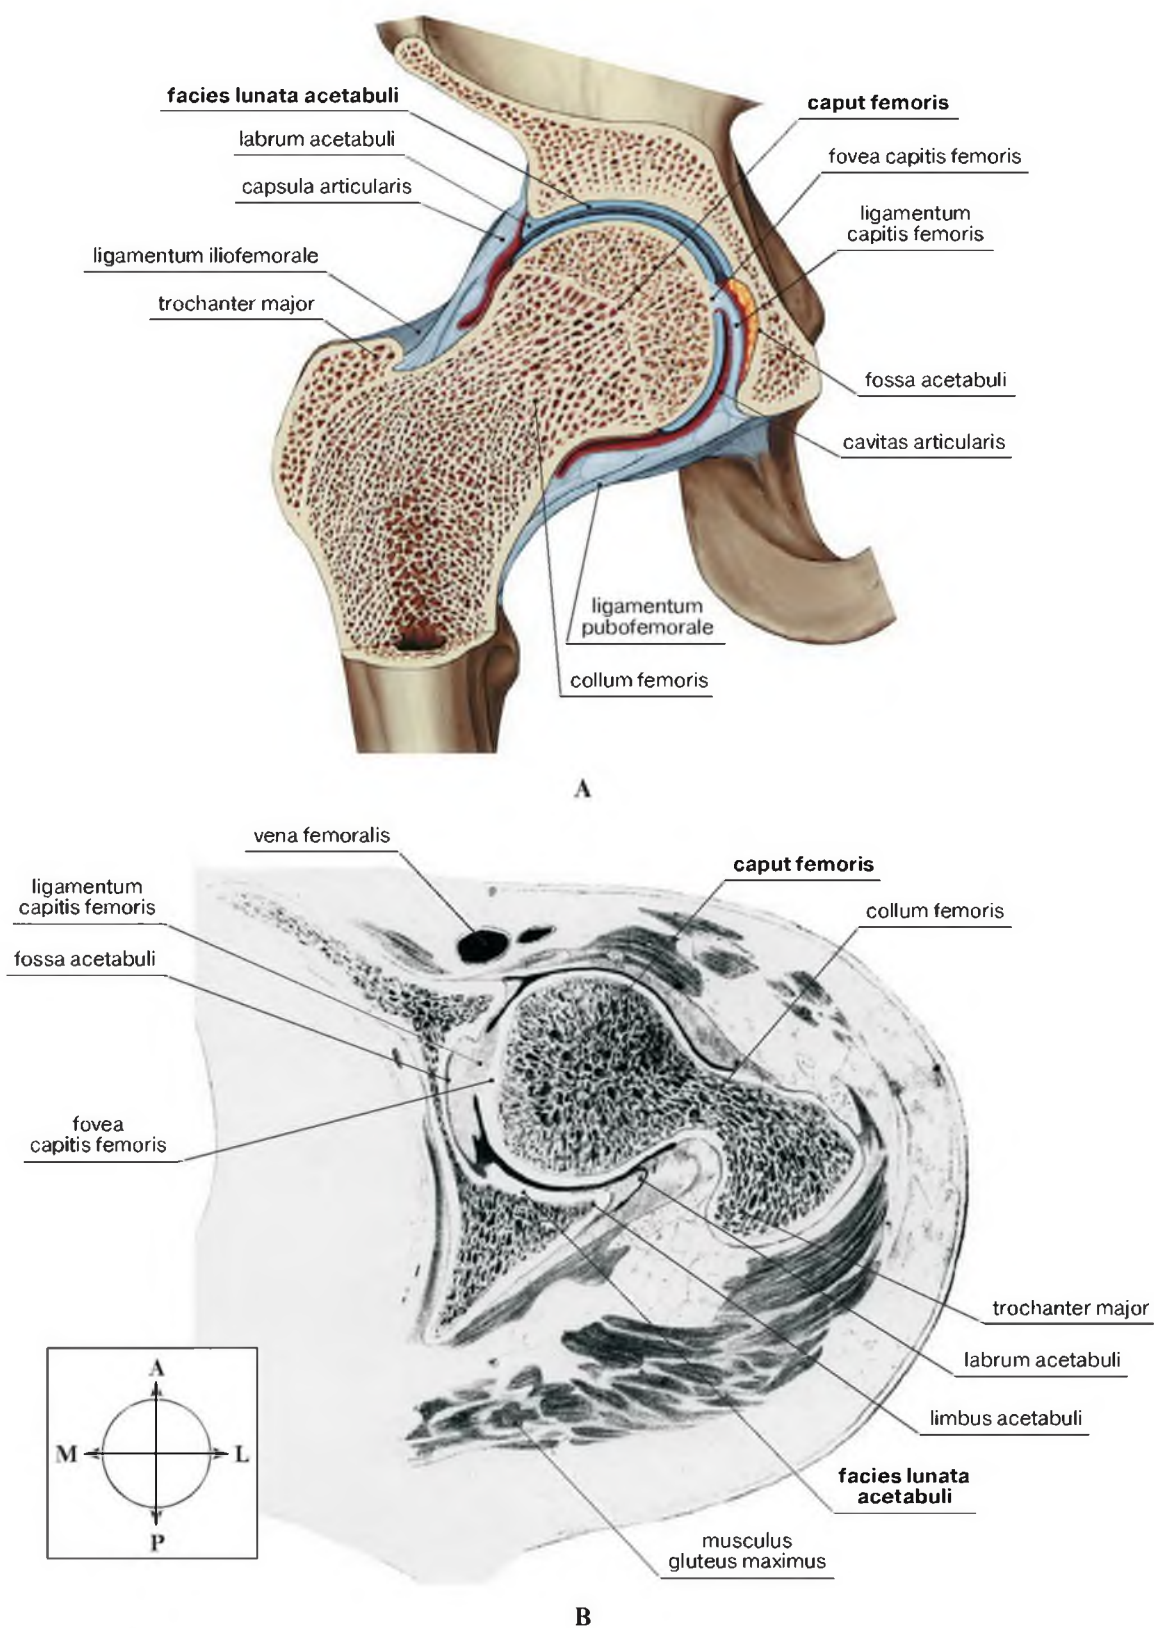 facies lunata acetabuli
caput femoris
labrum acetabuli
fovea capitis femoris
capsula articularis
ligamentum
capitis femoris
ligamentum iliofemorale
trochanter major
fossa acetabuli
cavitas articularis
ligamentum
pubofemorale
collum femoris
A
vena femoralis
caput femoris
ligamentum
capitis femoris
collum femoris
fossa acetabuli
fovea
capitis femoris
trochanter major
labrum acetabuli
limbus acetabuli
A
M
L
P
facies lunata
acetabuli
musculus
gluteus maximus
B